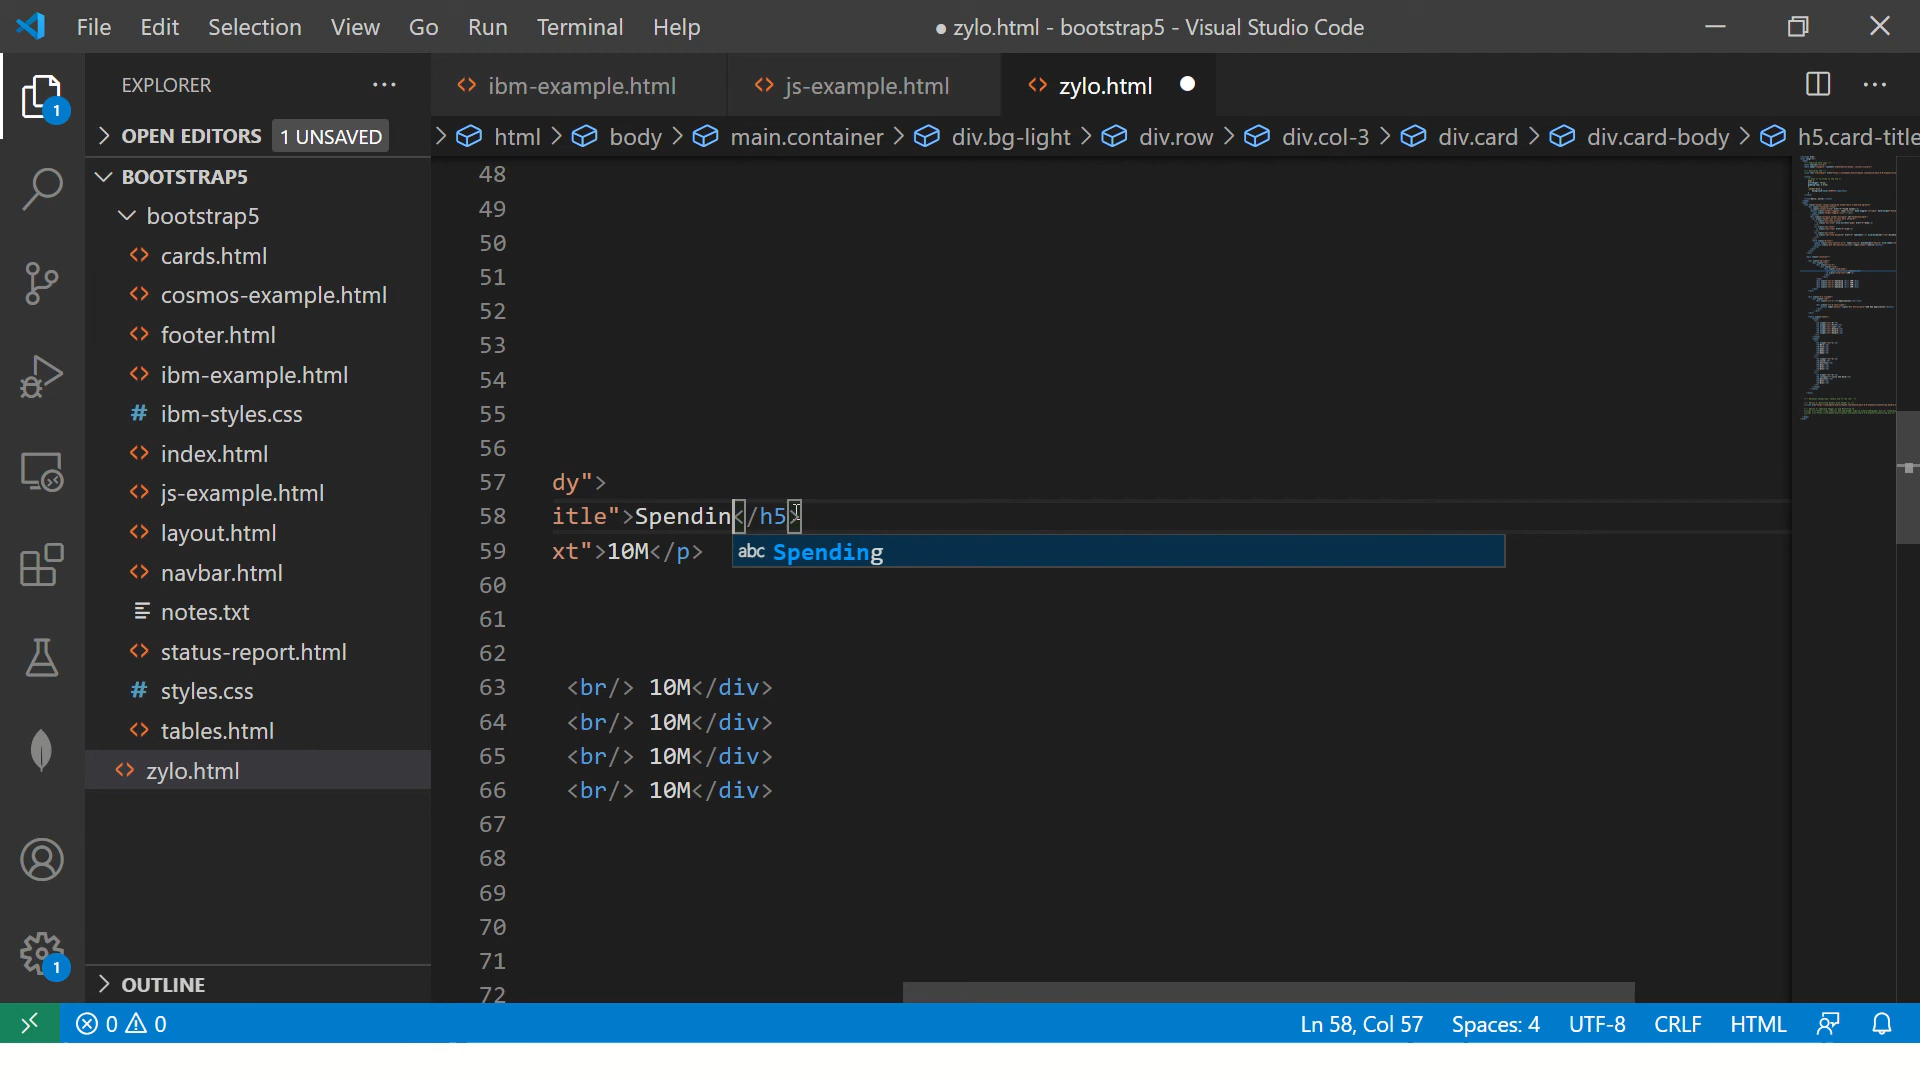 File Edit Selection View Go Run Terminal Help
● zylo.html - bootstrap5 - Visual Studio Code
EXPLORER
ibm-example.html
js-example.html
zylo.html
OPEN EDITORS 1 UNSAVED
html > body > main.container > div.bg-light > div.row > div.col-3 > div.card > div.card-body > h5.card-title
BOOTSTRAP5
bootstrap5
cards.html
cosmos-example.html
footer.html
ibm-example.html
ibm-styles.css
index.html
js-example.html
layout.html
navbar.html
notes.txt
status-report.html
styles.css
tables.html
zylo.html
OUTLINE
1
1
48
49
50
51
52
53
54
55
56
57 dy">
58 itle">Spendin</h5>
abc Spending
59 xt">10M</p>
60
61
62
63 <br/> 10M</div>
64 <br/> 10M</div>
65 <br/> 10M</div>
66 <br/> 10M</div>
67
68
69
70
71
72
0 0
Ln 58, Col 57 Spaces: 4 UTF-8 CRLF HTML